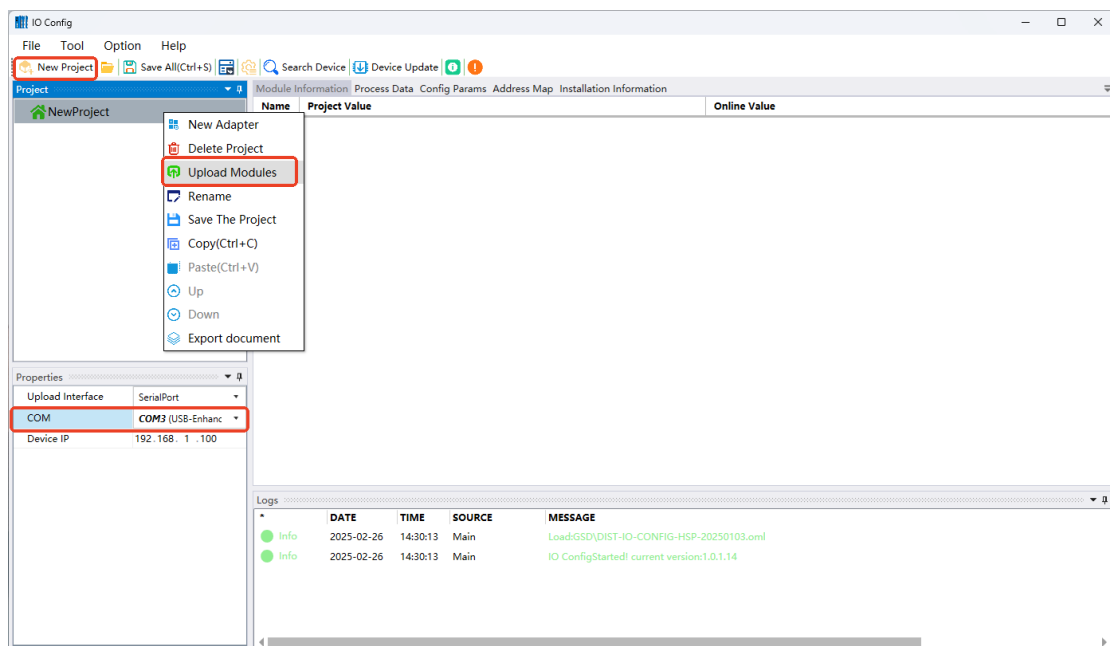 IO Config
File Tool Option Help
New Project Save All(Ctrl+S) Search Device Device Update
Project
NewProject
New Adapter
Delete Project
Upload Modules
Rename
Save The Project
Copy(Ctrl+C)
Paste(Ctrl+V)
Up
Down
Export document
Module Information Process Data Config Params Address Map Installation Information
Name Project Value Online Value
Properties
Upload Interface SerialPort
COM COM3 (USB-Enhanc
Device IP 192.168. 1 .100
Logs
DATE TIME SOURCE MESSAGE
Info 2025-02-26 14:30:13 Main Load:GSD\DIST-IO-CONFIG-HSP-20250103.oml
Info 2025-02-26 14:30:13 Main IO ConfigStarted! current version:1.0.1.14